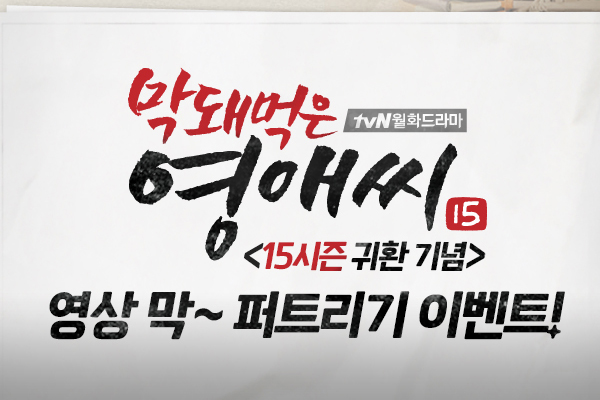 막돼먹은
tvN월화드라마
영애씨
15
<15시즌 귀환 기념>
영상 막~ 퍼트리기 이벤트!